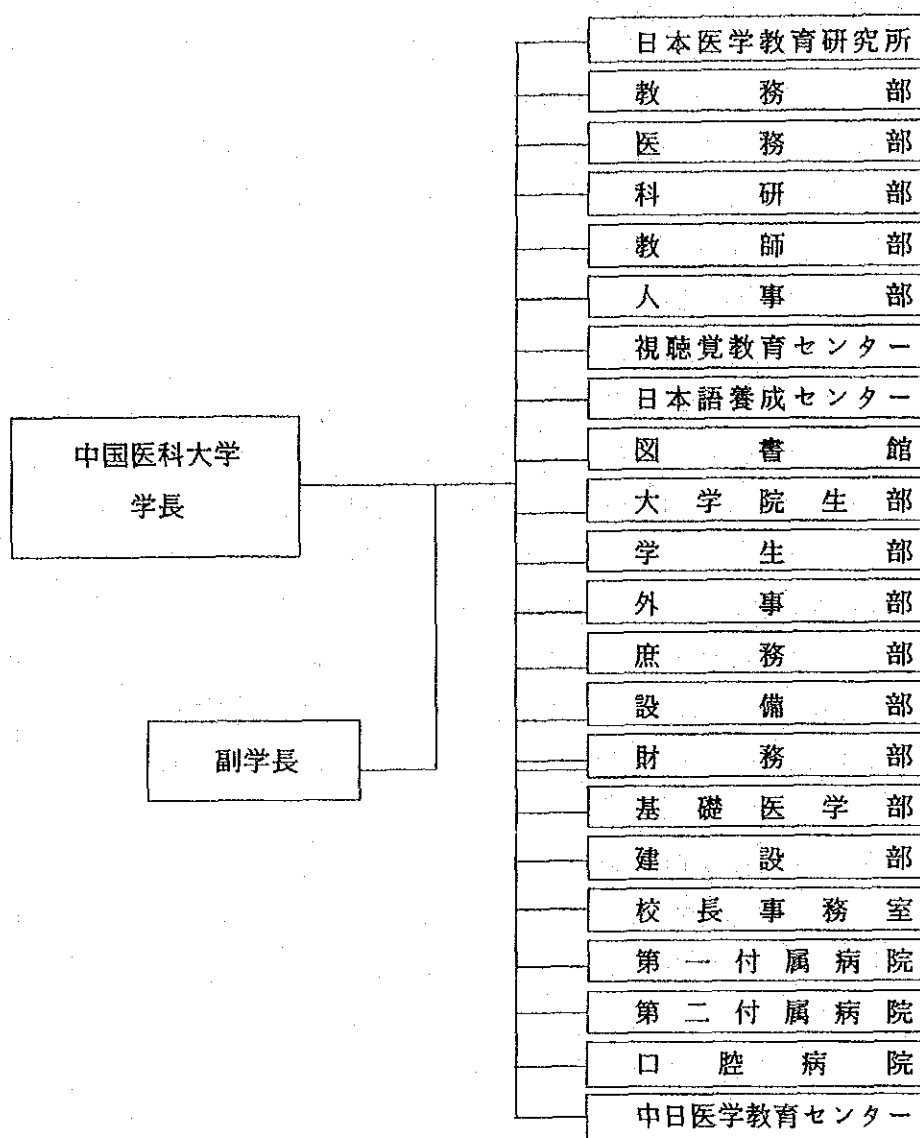 中国医科大学
学長
副学長
日本医学教育研究所
教務部
医務部
科研部
教師部
人事部
視聴覚教育センター
日本語養成センター
図書館
大学院生部
学生部
外事部
庶務部
設備部
財務部
基礎医学部
建設部
校長事務室
第一付属病院
第二付属病院
口腔病院
中日医学教育センター